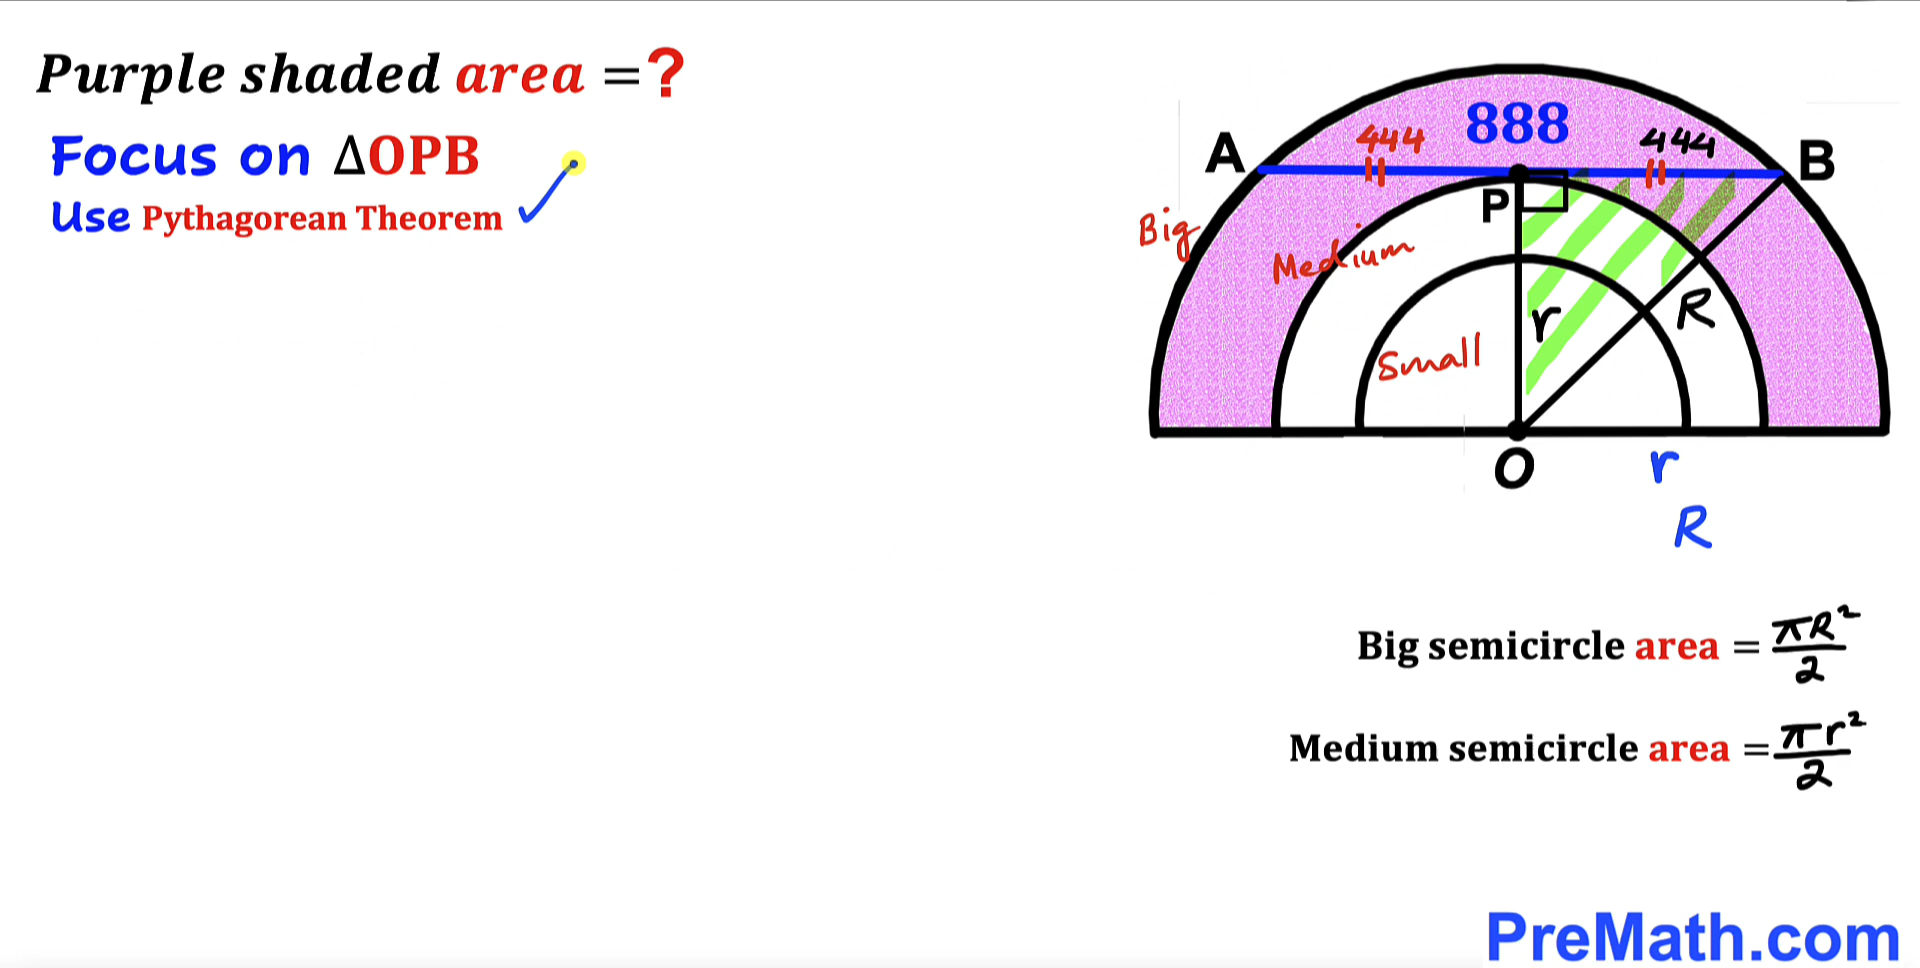 Purple shaded area =?
Focus on ΔOPB
Use Pythagorean Theorem
888
444
444
A
B
P
Big
Medium
r
R
Small
O
r
R
Big semicircle area = πR²/2
Medium semicircle area = πr²/2
PreMath.com